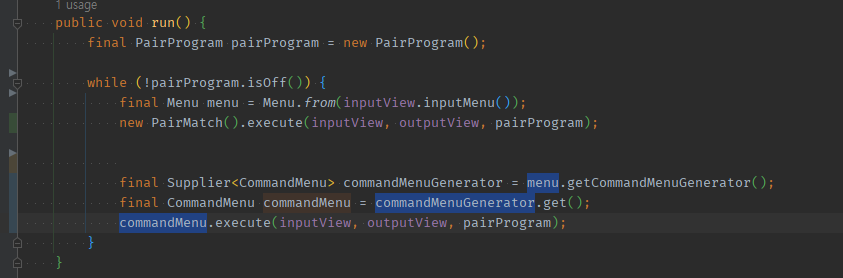 1 usage
public void run() {
final PairProgram pairProgram = new PairProgram();
while (!pairProgram.isOff()) {
final Menu menu = Menu.from(inputView.inputMenu());
new PairMatch().execute(inputView, outputView, pairProgram);
final Supplier<CommandMenu> commandMenuGenerator = menu.getCommandMenuGenerator();
final CommandMenu commandMenu = commandMenuGenerator.get();
commandMenu.execute(inputView, outputView, pairProgram);
}
}